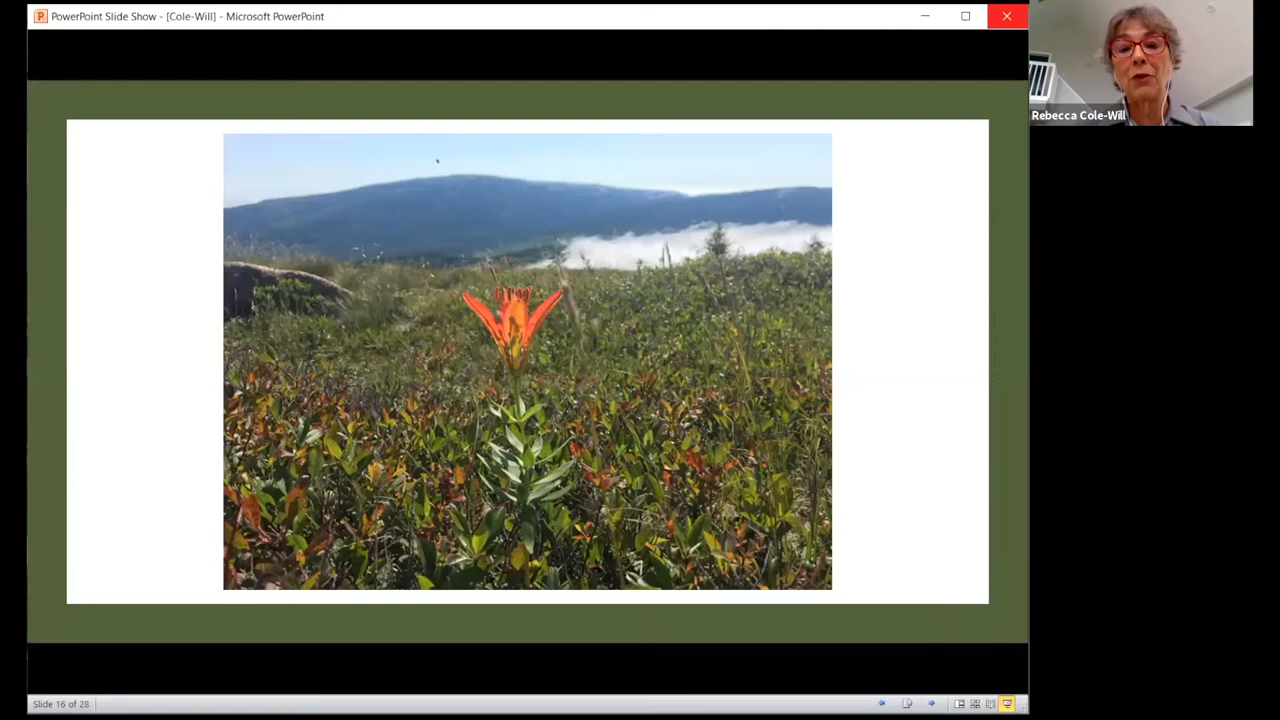 PowerPoint Slide Show - [Cole-Will] - Microsoft PowerPoint
Rebecca Cole-Will
Slide 16 of 28